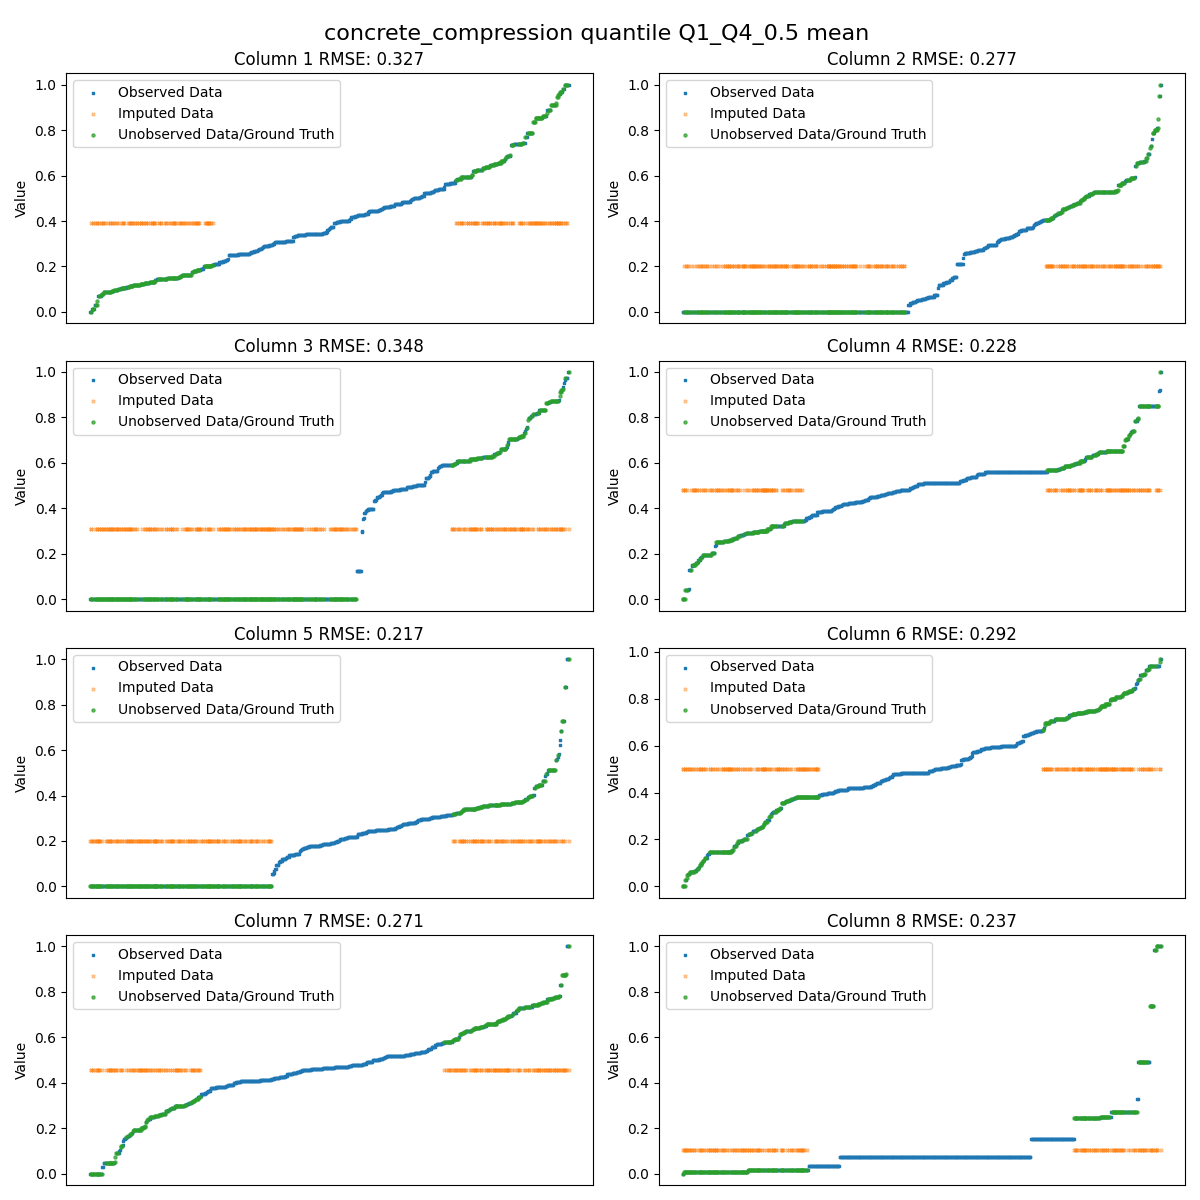 concrete_compression quantile Q1_Q4_0.5 mean
Column 1 RMSE: 0.327
Observed Data
Imputed Data
Unobserved Data/Ground Truth
Value
1.0
0.8
0.6
0.4
0.2
0.0
Column 2 RMSE: 0.277
Observed Data
Imputed Data
Unobserved Data/Ground Truth
Value
1.0
0.8
0.6
0.4
0.2
0.0
Column 3 RMSE: 0.348
Observed Data
Imputed Data
Unobserved Data/Ground Truth
Value
1.0
0.8
0.6
0.4
0.2
0.0
Column 4 RMSE: 0.228
Observed Data
Imputed Data
Unobserved Data/Ground Truth
Value
1.0
0.8
0.6
0.4
0.2
0.0
Column 5 RMSE: 0.217
Observed Data
Imputed Data
Unobserved Data/Ground Truth
Value
1.0
0.8
0.6
0.4
0.2
0.0
Column 6 RMSE: 0.292
Observed Data
Imputed Data
Unobserved Data/Ground Truth
Value
1.0
0.8
0.6
0.4
0.2
0.0
Column 7 RMSE: 0.271
Observed Data
Imputed Data
Unobserved Data/Ground Truth
Value
1.0
0.8
0.6
0.4
0.2
0.0
Column 8 RMSE: 0.237
Observed Data
Imputed Data
Unobserved Data/Ground Truth
Value
1.0
0.8
0.6
0.4
0.2
0.0